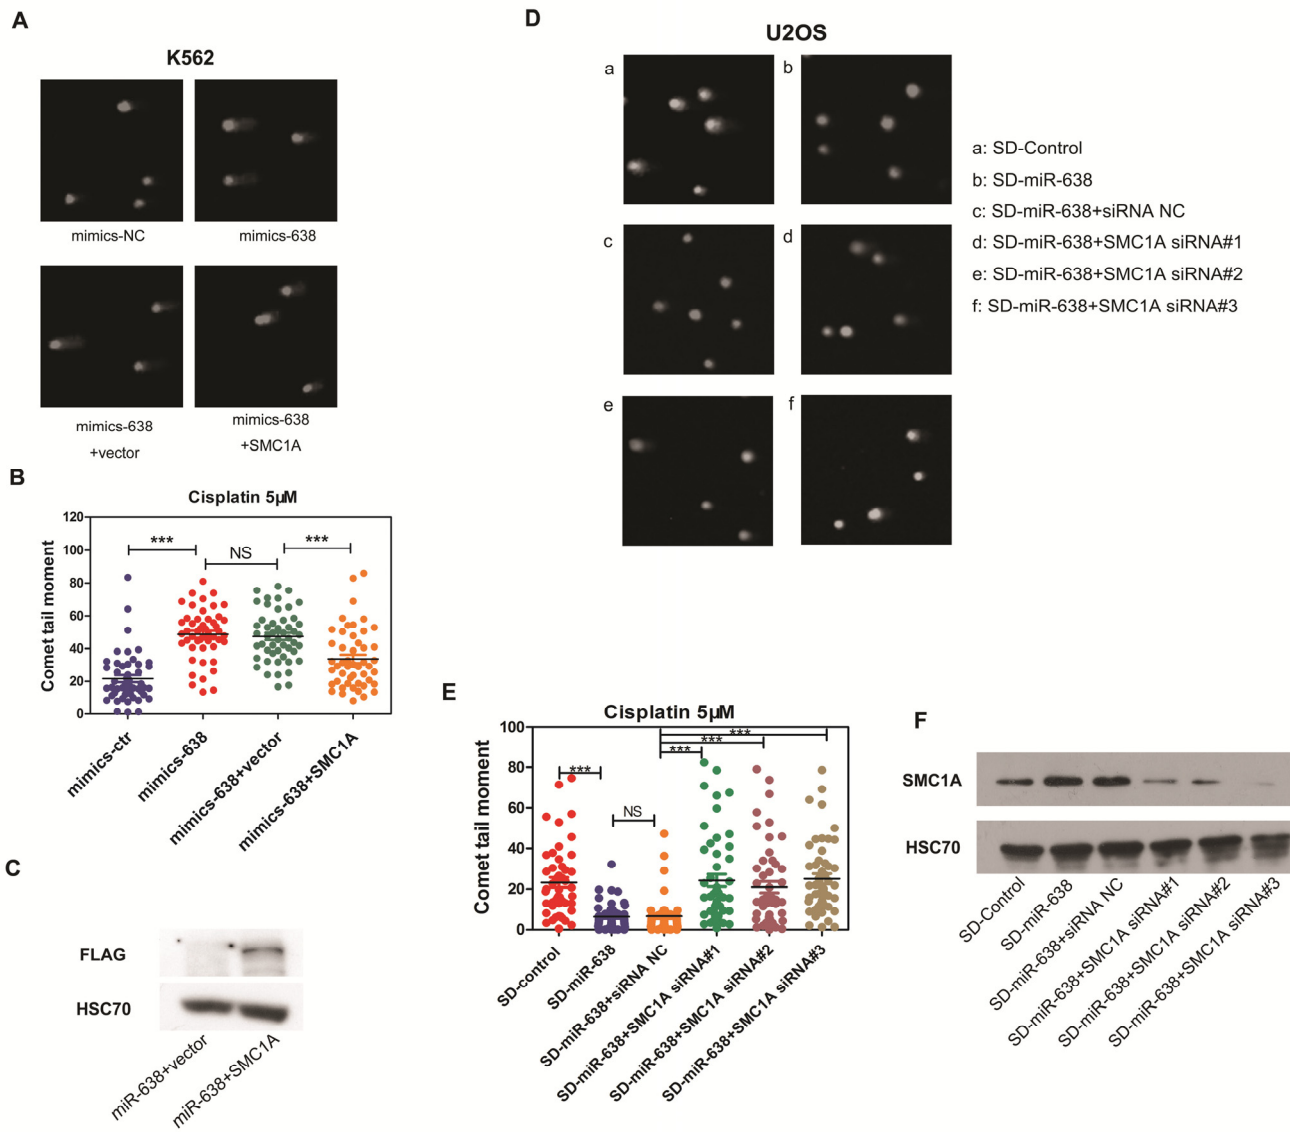 A
K562
mimics-NC
mimics-638
mimics-638
+vector
mimics-638
+SMC1A
B
Cisplatin 5µM
Comet tail moment
120
100
80
60
40
20
0
***
NS
***
mimics-ctr
mimics-638
mimics-638+vector
mimics-638+SMC1A
C
FLAG
HSC70
miR-638+vector
miR-638+SMC1A
D
U2OS
a
b
c
d
e
f
a: SD-Control
b: SD-miR-638
c: SD-miR-638+siRNA NC
d: SD-miR-638+SMC1A siRNA#1
e: SD-miR-638+SMC1A siRNA#2
f: SD-miR-638+SMC1A siRNA#3
E
Cisplatin 5µM
Comet tail moment
100
80
60
40
20
0
***
NS
***
***
***
SD-control
SD-miR-638
SD-miR-638+siRNA NC
SD-miR-638+SMC1A siRNA#1
SD-miR-638+SMC1A siRNA#2
SD-miR-638+SMC1A siRNA#3
F
SMC1A
HSC70
SD-Control
SD-miR-638
SD-miR-638+siRNA NC
SD-miR-638+SMC1A siRNA#1
SD-miR-638+SMC1A siRNA#2
SD-miR-638+SMC1A siRNA#3